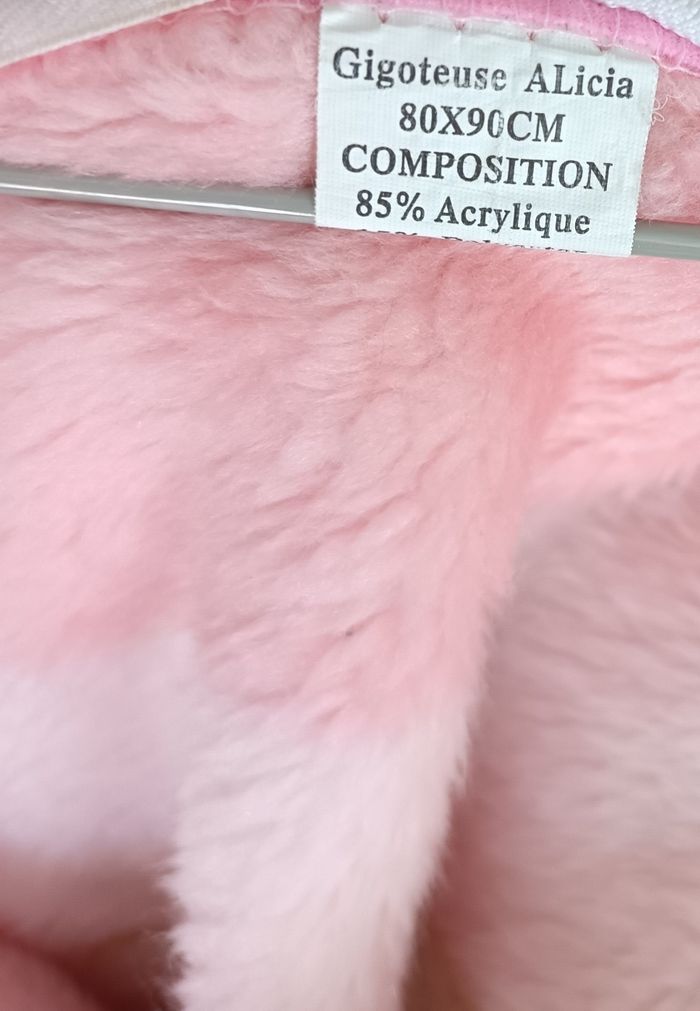 Gigoteuse ALicia
80X90CM
COMPOSITION
85% Acrylique